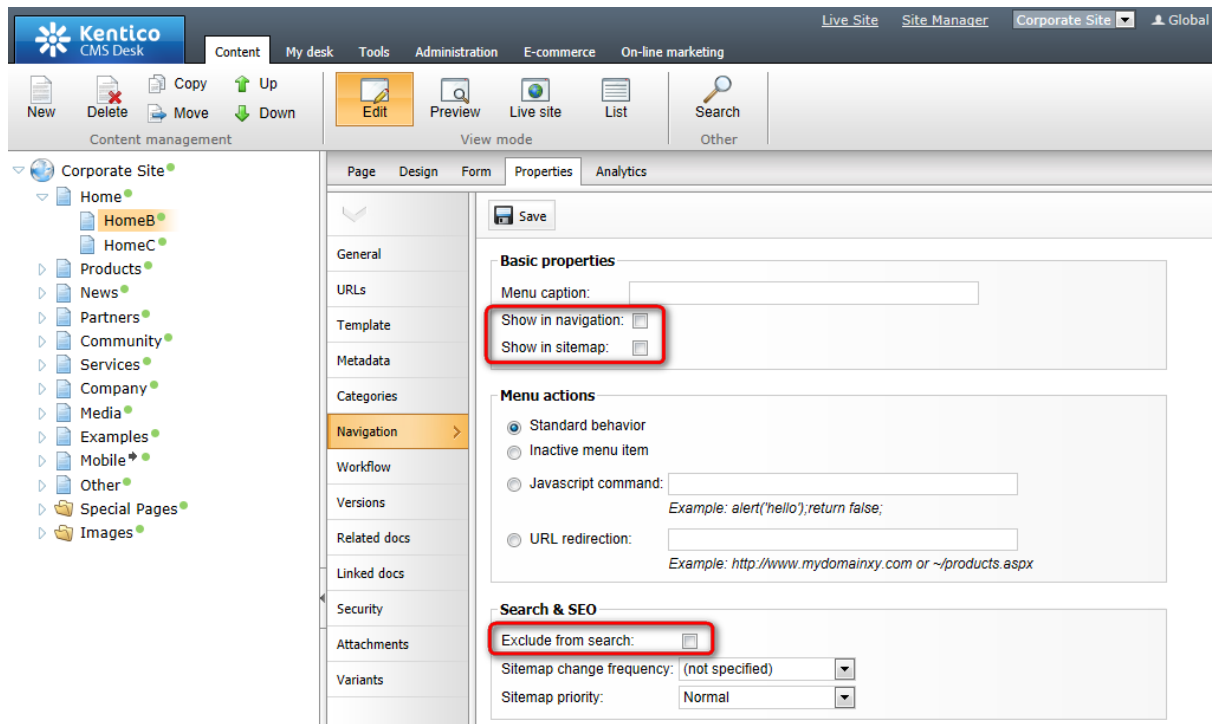 Live Site Site Manager Corporate Site Global
Kentico
CMS Desk
Content My desk Tools Administration E-commerce On-line marketing
New Delete Copy Move Up Down
Content management
Edit Preview Live site List
View mode
Search
Other
Corporate Site
Home
HomeB
HomeC
Products
News
Partners
Community
Services
Company
Media
Examples
Mobile
Other
Special Pages
Images
Page Design Form Properties Analytics
General
URLs
Template
Metadata
Categories
Navigation
Workflow
Versions
Related docs
Linked docs
Security
Attachments
Variants
Save
Basic properties
Menu caption:
Show in navigation:
Show in sitemap:
Menu actions
Standard behavior
Inactive menu item
Javascript command:
Example: alert('hello');return false;
URL redirection:
Example: http://www.mydomainxy.com or ~/products.aspx
Search & SEO
Exclude from search:
Sitemap change frequency: (not specified)
Sitemap priority: Normal